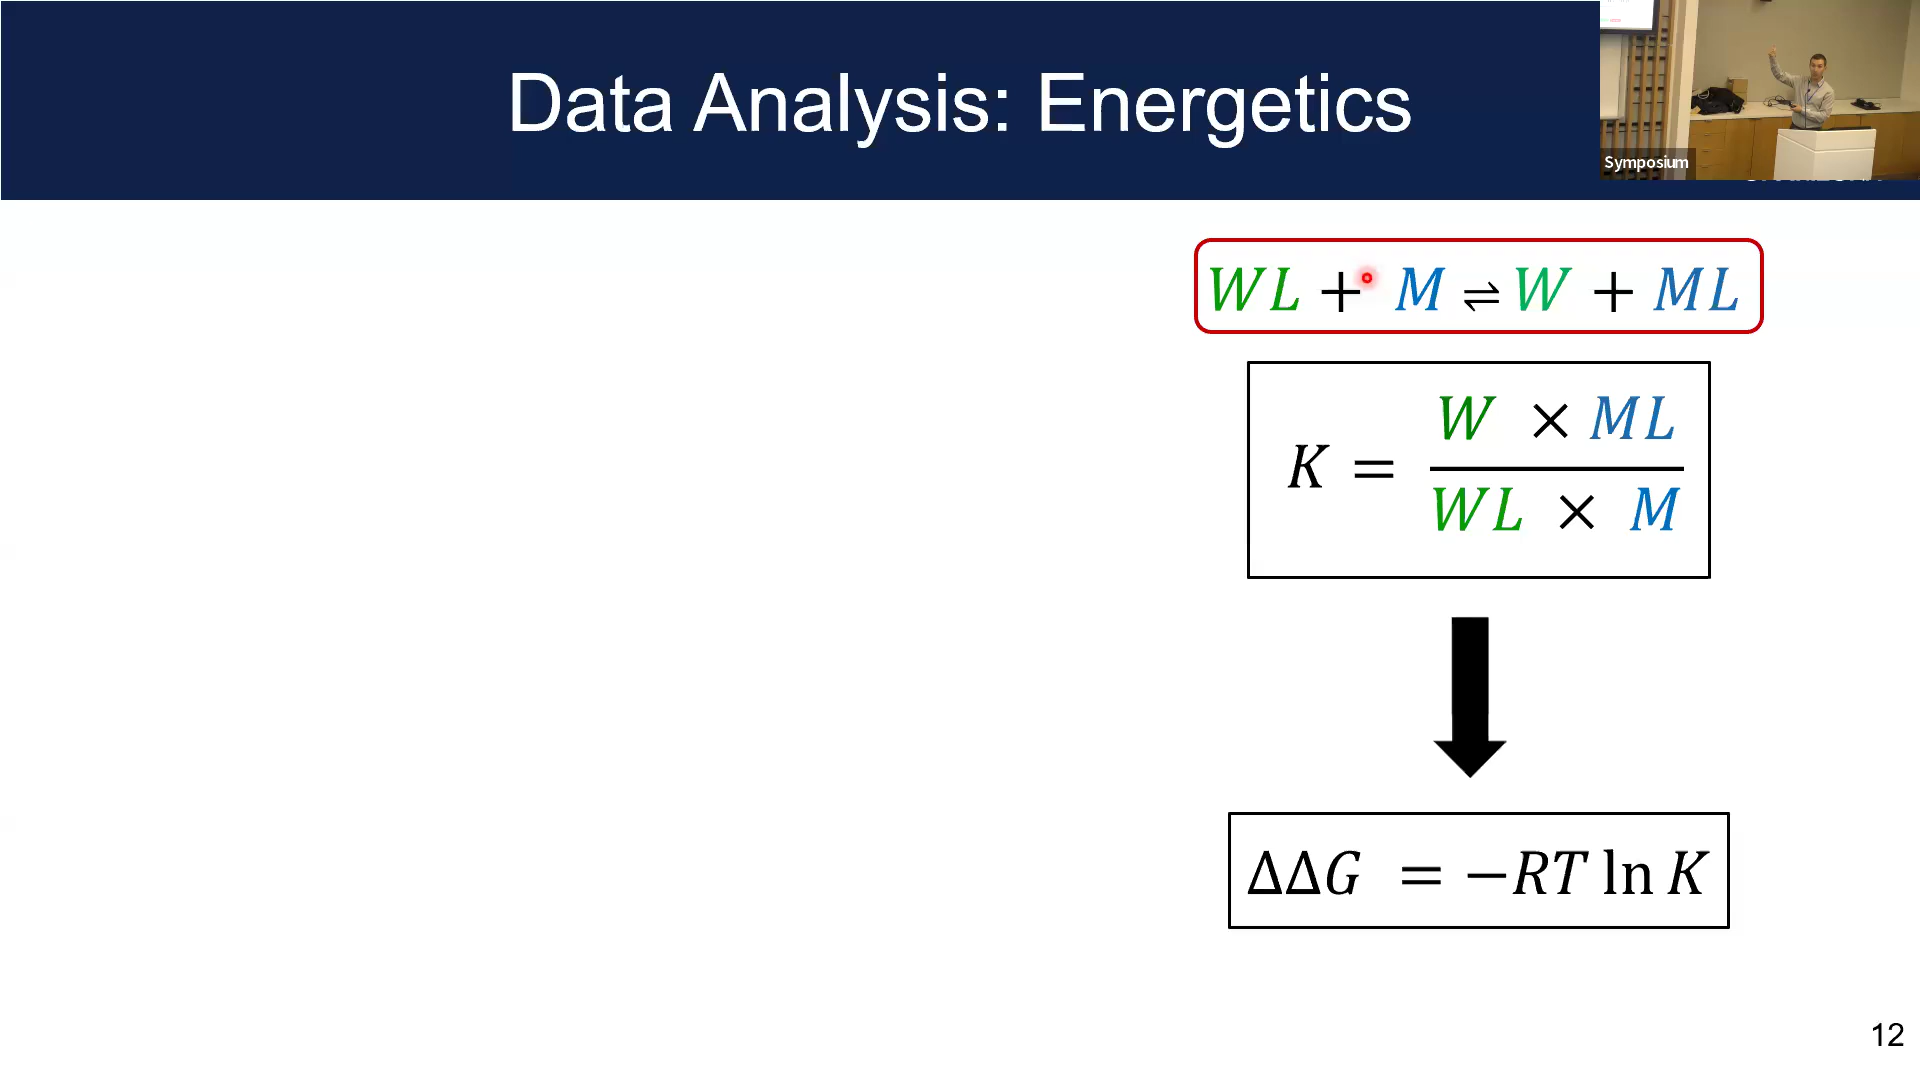 Data Analysis: Energetics
Symposium
WL + M ⇌ W + ML
K = W × ML / WL × M
ΔΔG = −RT ln K
12